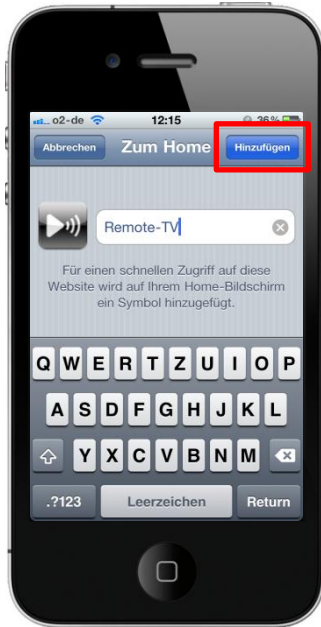 o2-de 12:15 36%
Abbrechen Zum Home Hinzufügen
Remote-TV
Für einen schnellen Zugriff auf diese
Website wird auf Ihrem Home-Bildschirm
ein Symbol hinzugefügt.
Q W E R T Z U I O P
A S D F G H J K L
Y X C V B N M
.?123 Leerzeichen Return